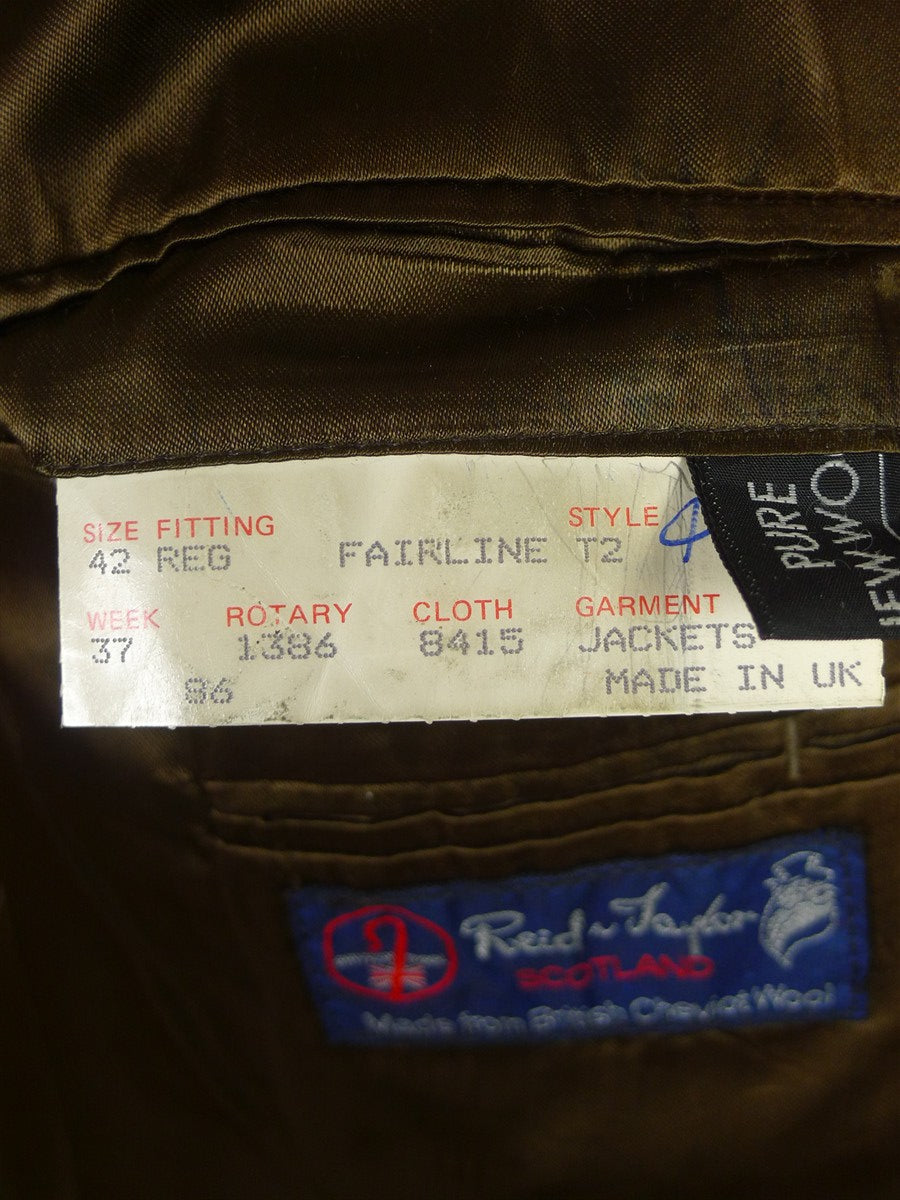 SIZE FITTING STYLE
42 REG FAIRLINE T2
WEEK ROTARY CLOTH GARMENT
37 1386 8415 JACKETS
86 MADE IN UK
PURE
Reid & Taylor
SCOTLAND
Made from British Cheviot Wool